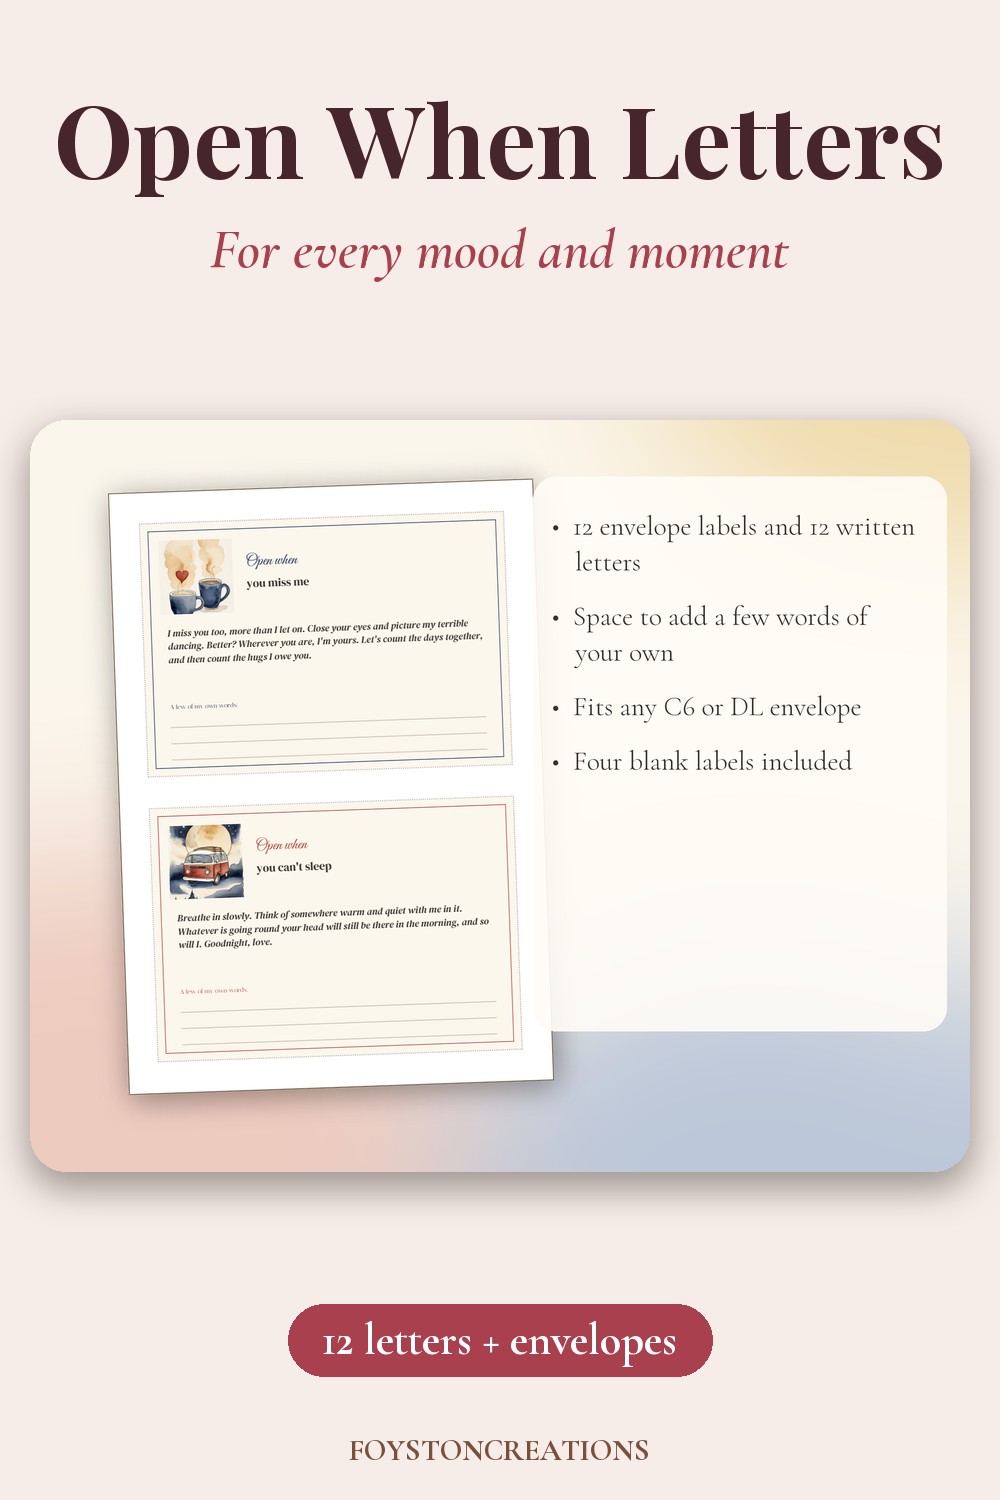 Open When Letters
For every mood and moment
Open when
you miss me
I miss you too, more than I let on. Close your eyes and picture my terrible
dancing. Better? Wherever you are, I'm yours. Let's count the days together,
and then count the hugs I owe you.
A few of my own words:
Open when
you can't sleep
Breathe in slowly. Think of somewhere warm and quiet with me in it.
Whatever is going round your head will still be there in the morning, and so
will I. Goodnight, love.
A few of my own words:
• 12 envelope labels and 12 written
letters
• Space to add a few words of
your own
• Fits any C6 or DL envelope
• Four blank labels included
12 letters + envelopes
FOYSTONCREATIONS